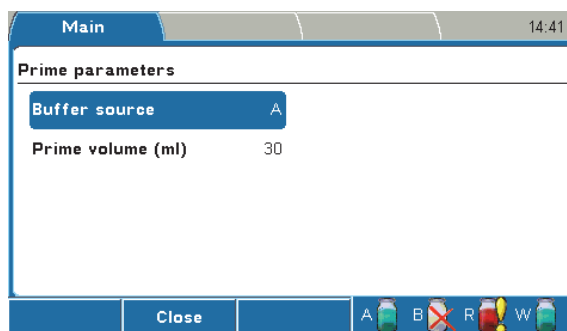 Main 14:41
Prime parameters
Buffer source A
Prime volume (ml) 30
Close A B R W